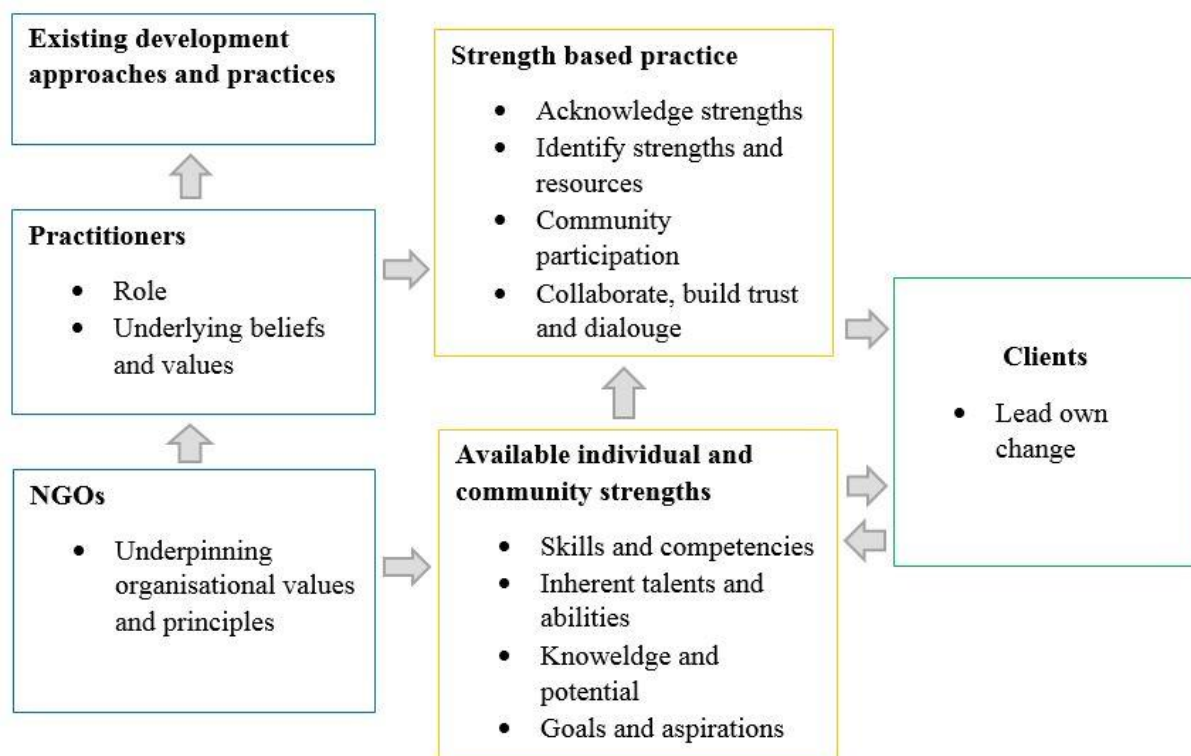 Existing development
approaches and practices
Strength based practice
• Acknowledge strengths
• Identify strengths and
resources
• Community
participation
• Collaborate, build trust
and dialouge
Practitioners
• Role
• Underlying beliefs
and values
Clients
• Lead own
change
NGOs
• Underpinning
organisational values
and principles
Available individual and
community strengths
• Skills and competencies
• Inherent talents and
abilities
• Knoweldge and
potential
• Goals and aspirations